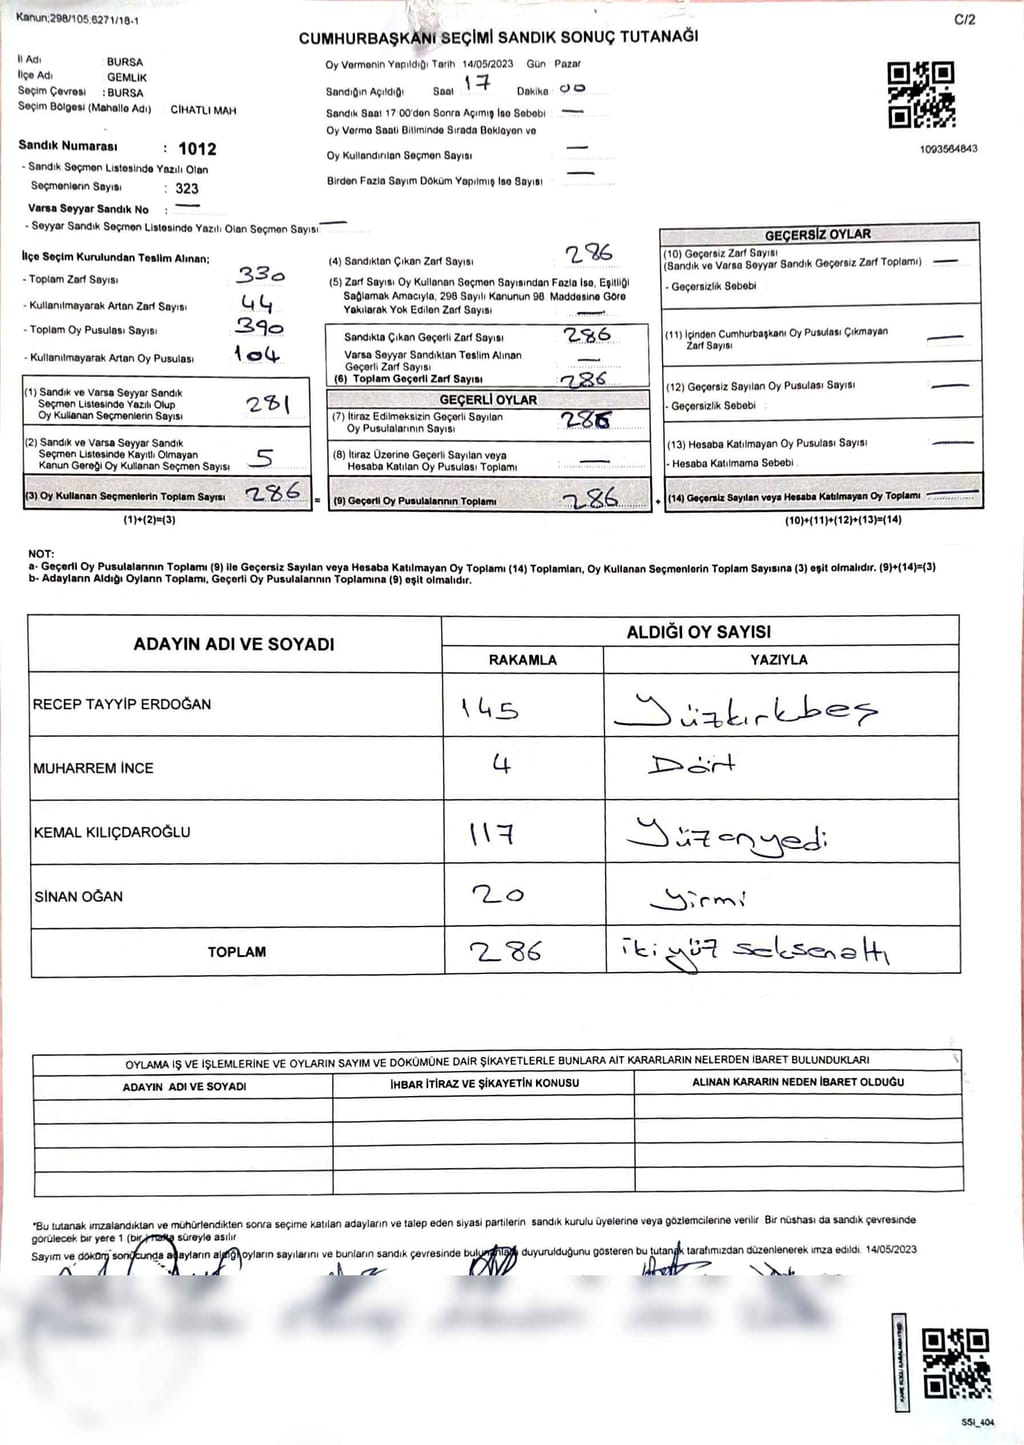 Kanun;298/105;6271/18-1
C/2
CUMHURBAŞKANI SEÇİMİ SANDIK SONUÇ TUTANAĞI
İl Adı : BURSA
İlçe Adı GEMLİK
Seçim Çevresi : BURSA
Seçim Bölgesi (Mahalle Adı) CİHATLI MAH
Oy Vermenin Yapıldığı Tarih 14/05/2023 Gün Pazar
Sandığın Açıldığı Saat 17 Dakika 00
Sandık Saat 17:00'den Sonra Açımış İse Sebebi : —
Oy Verme Saati Bitiminde Sırada Bekleyen ve
Oy Kullandırılan Seçmen Sayısı —
Birden Fazla Sayım Döküm Yapılmış İse Sayısı —
1093564843
Sandık Numarası : 1012
- Sandık Seçmen Listesinde Yazılı Olan
Seçmenlerin Sayısı : 323
Varsa Seyyar Sandık No : —
- Seyyar Sandık Seçmen Listesinde Yazılı Olan Seçmen Sayısı —
İlçe Seçim Kurulundan Teslim Alınan;
- Toplam Zarf Sayısı 330
- Kullanılmayarak Artan Zarf Sayısı 44
- Toplam Oy Pusulası Sayısı 390
- Kullanılmayarak Artan Oy Pusulası 104
(1) Sandık ve Varsa Seyyar Sandık
Seçmen Listesinde Yazılı Olup
Oy Kullanan Seçmenlerin Sayısı 281
(2) Sandık ve Varsa Seyyar Sandık
Seçmen Listesinde Kayıtlı Olmayan
Kanun Gereği Oy Kullanan Seçmen Sayısı 5
(3) Oy Kullanan Seçmenlerin Toplam Sayısı 286 =
(1)+(2)=(3)
(4) Sandıktan Çıkan Zarf Sayısı 286
(5) Zarf Sayısı Oy Kullanan Seçmen Sayısından Fazla İse, Eşitliği
Sağlamak Amacıyla, 298 Sayılı Kanunun 98. Maddesine Göre
Yakılarak Yok Edilen Zarf Sayısı —
Sandıkta Çıkan Geçerli Zarf Sayısı 286
Varsa Seyyar Sandıktan Teslim Alınan
Geçerli Zarf Sayısı —
(6) Toplam Geçerli Zarf Sayısı 286
GEÇERLİ OYLAR
(7) İtiraz Edilmeksizin Geçerli Sayılan
Oy Pusulalarının Sayısı 286
(8) İtiraz Üzerine Geçerli Sayılan veya
Hesaba Katılan Oy Pusulası Toplamı —
(9) Geçerli Oy Pusulalarının Toplamı 286 +
GEÇERSİZ OYLAR
(10) Geçersiz Zarf Sayısı
(Sandık ve Varsa Seyyar Sandık Geçersiz Zarf Toplamı) —
- Geçersizlik Sebebi
(11) İçinden Cumhurbaşkanı Oy Pusulası Çıkmayan
Zarf Sayısı —
(12) Geçersiz Sayılan Oy Pusulası Sayısı —
- Geçersizlik Sebebi :
(13) Hesaba Katılmayan Oy Pusulası Sayısı —
- Hesaba Katılmama Sebebi
(14) Geçersiz Sayılan veya Hesaba Katılmayan Oy Toplamı —
(10)+(11)+(12)+(13)=(14)
NOT:
a- Geçerli Oy Pusulalarının Toplamı (9) ile Geçersiz Sayılan veya Hesaba Katılmayan Oy Toplamı (14) Toplamları, Oy Kullanan Seçmenlerin Toplam Sayısına (3) eşit olmalıdır. (9)+(14)=(3)
b- Adayların Aldığı Oyların Toplamı, Geçerli Oy Pusulalarının Toplamına (9) eşit olmalıdır.
ADAYIN ADI VE SOYADI
ALDIĞI OY SAYISI
RAKAMLA YAZIYLA
RECEP TAYYİP ERDOĞAN 145 Yüzkırkbeş
MUHARREM İNCE 4 Dört
KEMAL KILIÇDAROĞLU 117 Yüzonyedi
SİNAN OĞAN 20 Yirmi
TOPLAM 286 iki yüz seksenaltı
OYLAMA İŞ VE İŞLEMLERİNE VE OYLARIN SAYIM VE DÖKÜMÜNE DAİR ŞİKAYETLERLE BUNLARA AİT KARARLARIN NELERDEN İBARET BULUNDUKLARI
ADAYIN ADI VE SOYADI İHBAR İTİRAZ VE ŞİKAYETİN KONUSU ALINAN KARARIN NEDEN İBARET OLDUĞU
*Bu tutanak imzalandıktan ve mühürlendikten sonra seçime katılan adayların ve talep eden siyasi partilerin sandık kurulu üyelerine veya gözlemcilerine verilir Bir nüshası da sandık çevresinde
görülecek bir yere 1 (bir) hafta süreyle asılır
Sayım ve döküm sonucunda adayların aldığı oyların sayılarını ve bunların sandık çevresinde duyurulduğunu gösteren bu tutanak tarafımızdan düzenlenerek imza edildi. 14/05/2023
SSİ_404